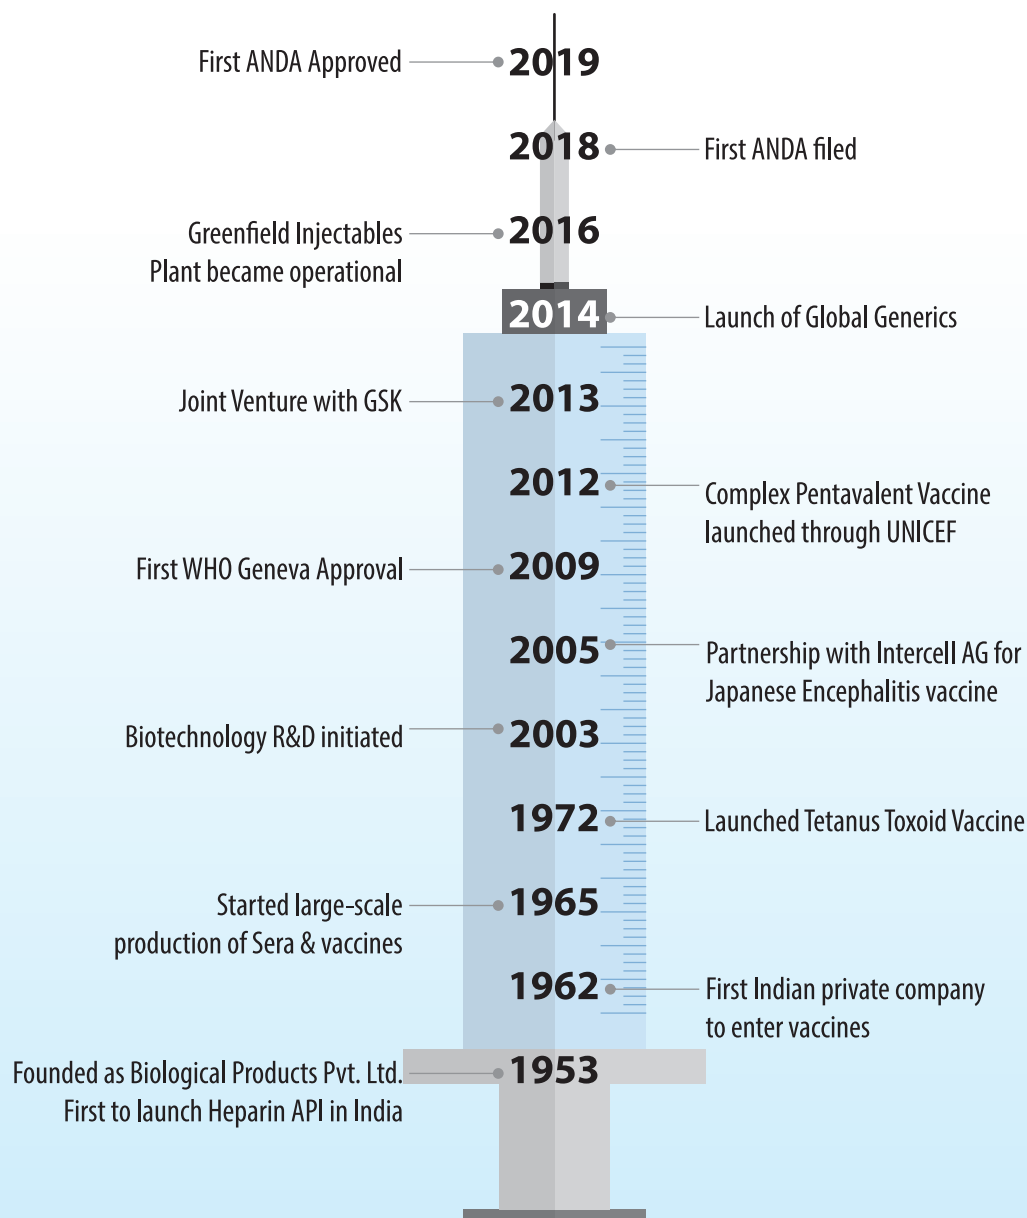 First ANDA Approved
2019
2018
First ANDA filed
Greenfield Injectables
Plant became operational
2016
2014
Launch of Global Generics
Joint Venture with GSK
2013
2012
Complex Pentavalent Vaccine
launched through UNICEF
First WHO Geneva Approval
2009
2005
Partnership with Intercell AG for
Japanese Encephalitis vaccine
Biotechnology R&D initiated
2003
1972
Launched Tetanus Toxoid Vaccine
Started large-scale
production of Sera & vaccines
1965
1962
First Indian private company
to enter vaccines
Founded as Biological Products Pvt. Ltd.
First to launch Heparin API in India
1953